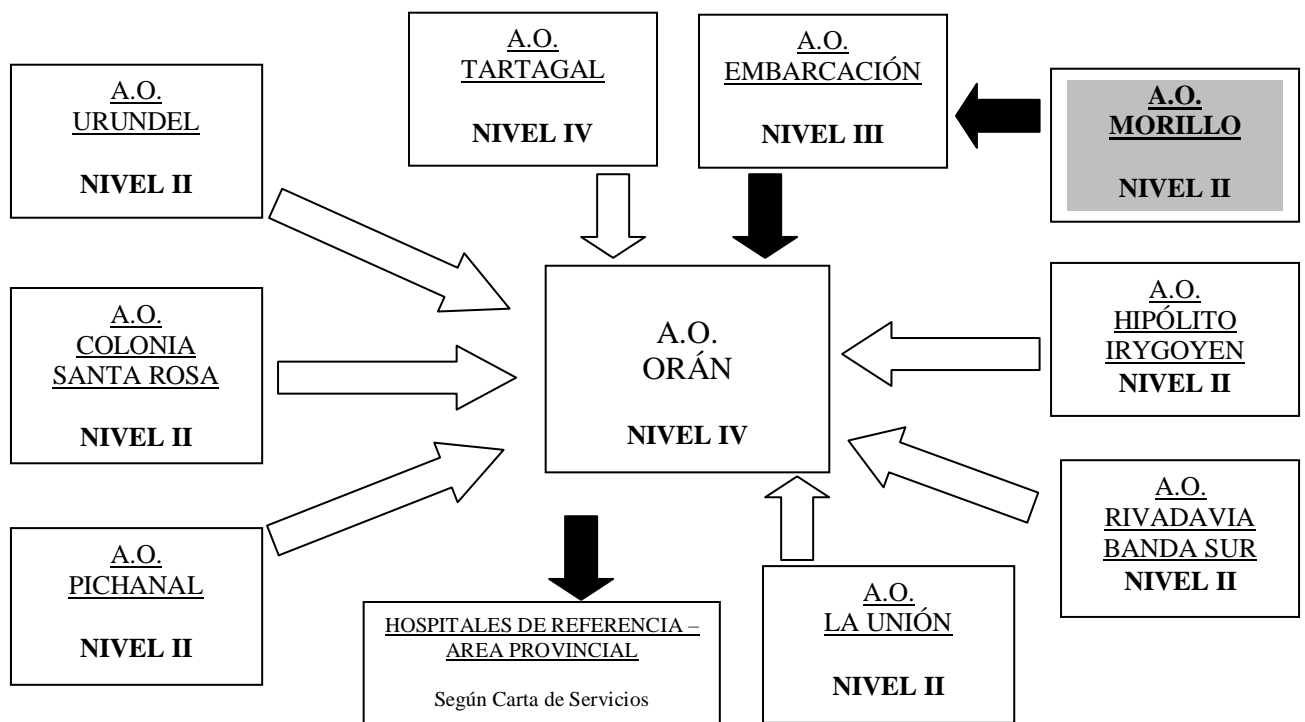 A.O.
TARTAGAL
NIVEL IV
A.O.
EMBARCACIÓN
NIVEL III
A.O.
URUNDEL
NIVEL II
A.O.
MORILLO
NIVEL II
A.O.
COLONIA
SANTA ROSA
NIVEL II
A.O.
ORÁN
NIVEL IV
A.O.
HIPÓLITO
IRYGOYEN
NIVEL II
A.O.
PICHANAL
NIVEL II
A.O.
RIVADAVIA
BANDA SUR
NIVEL II
HOSPITALES DE REFERENCIA –
AREA PROVINCIAL
Según Carta de Servicios
A.O.
LA UNIÓN
NIVEL II